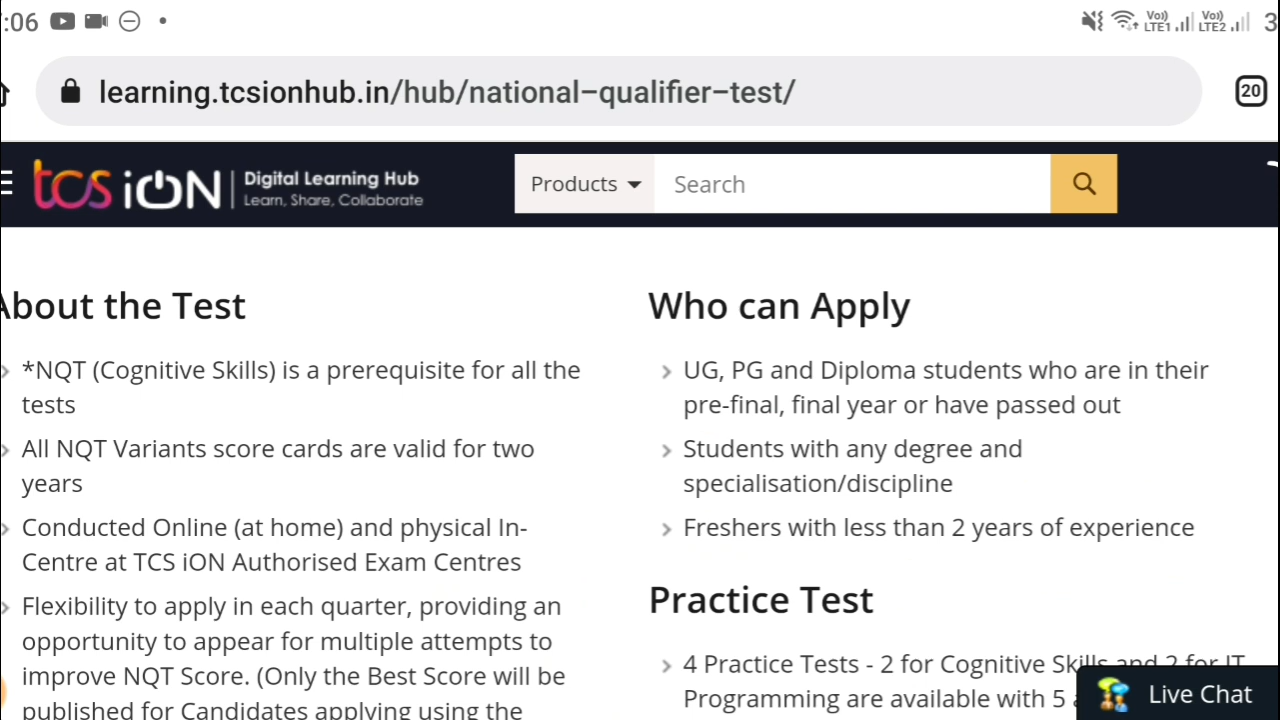 :06
Vo)) LTE1 Vo)) LTE2 3
learning.tcsionhub.in/hub/national-qualifier-test/
20
tcs iON Digital Learning Hub
Learn, Share, Collaborate
Products
Search
About the Test
*NQT (Cognitive Skills) is a prerequisite for all the
tests
All NQT Variants score cards are valid for two
years
Conducted Online (at home) and physical In-
Centre at TCS iON Authorised Exam Centres
Flexibility to apply in each quarter, providing an
opportunity to appear for multiple attempts to
improve NQT Score. (Only the Best Score will be
published for Candidates applying using the
Who can Apply
UG, PG and Diploma students who are in their
pre-final, final year or have passed out
Students with any degree and
specialisation/discipline
Freshers with less than 2 years of experience
Practice Test
4 Practice Tests - 2 for Cognitive Skills and 2 for IT
Programming are available with 5
Live Chat